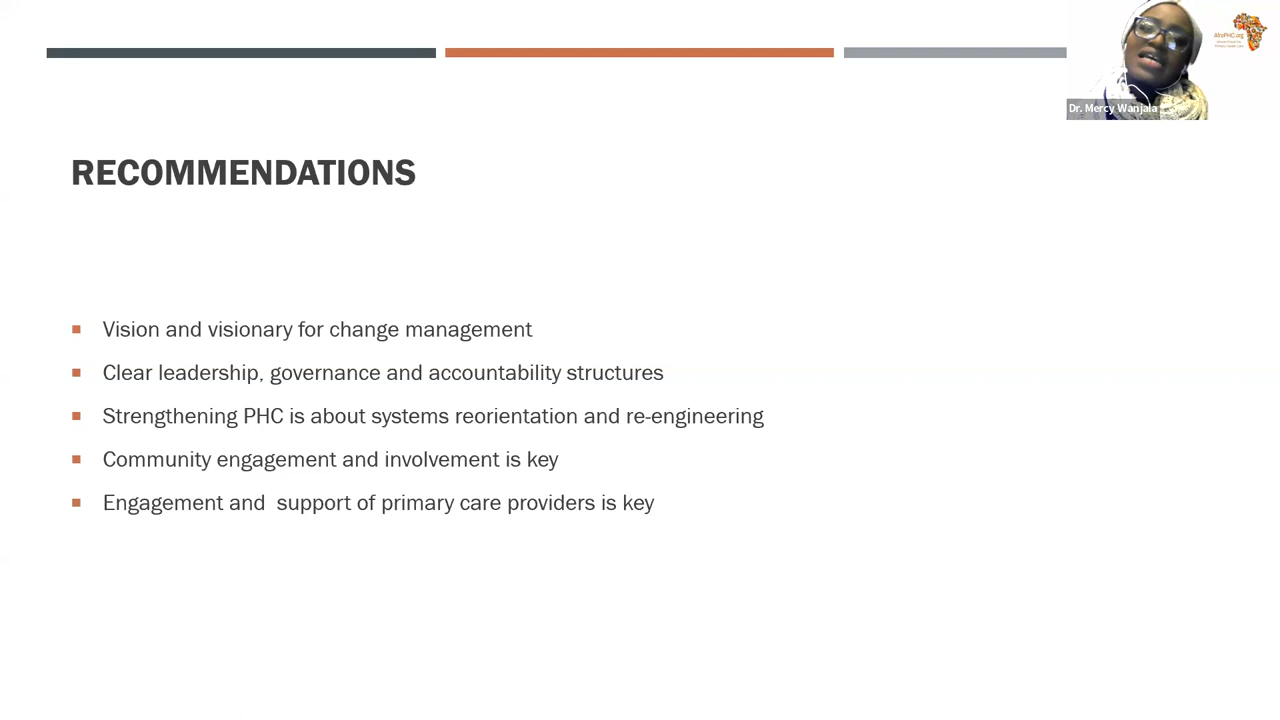 AfroPHC.org
Dr. Mercy Wanjala
RECOMMENDATIONS
Vision and visionary for change management
Clear leadership, governance and accountability structures
Strengthening PHC is about systems reorientation and re-engineering
Community engagement and involvement is key
Engagement and  support of primary care providers is key